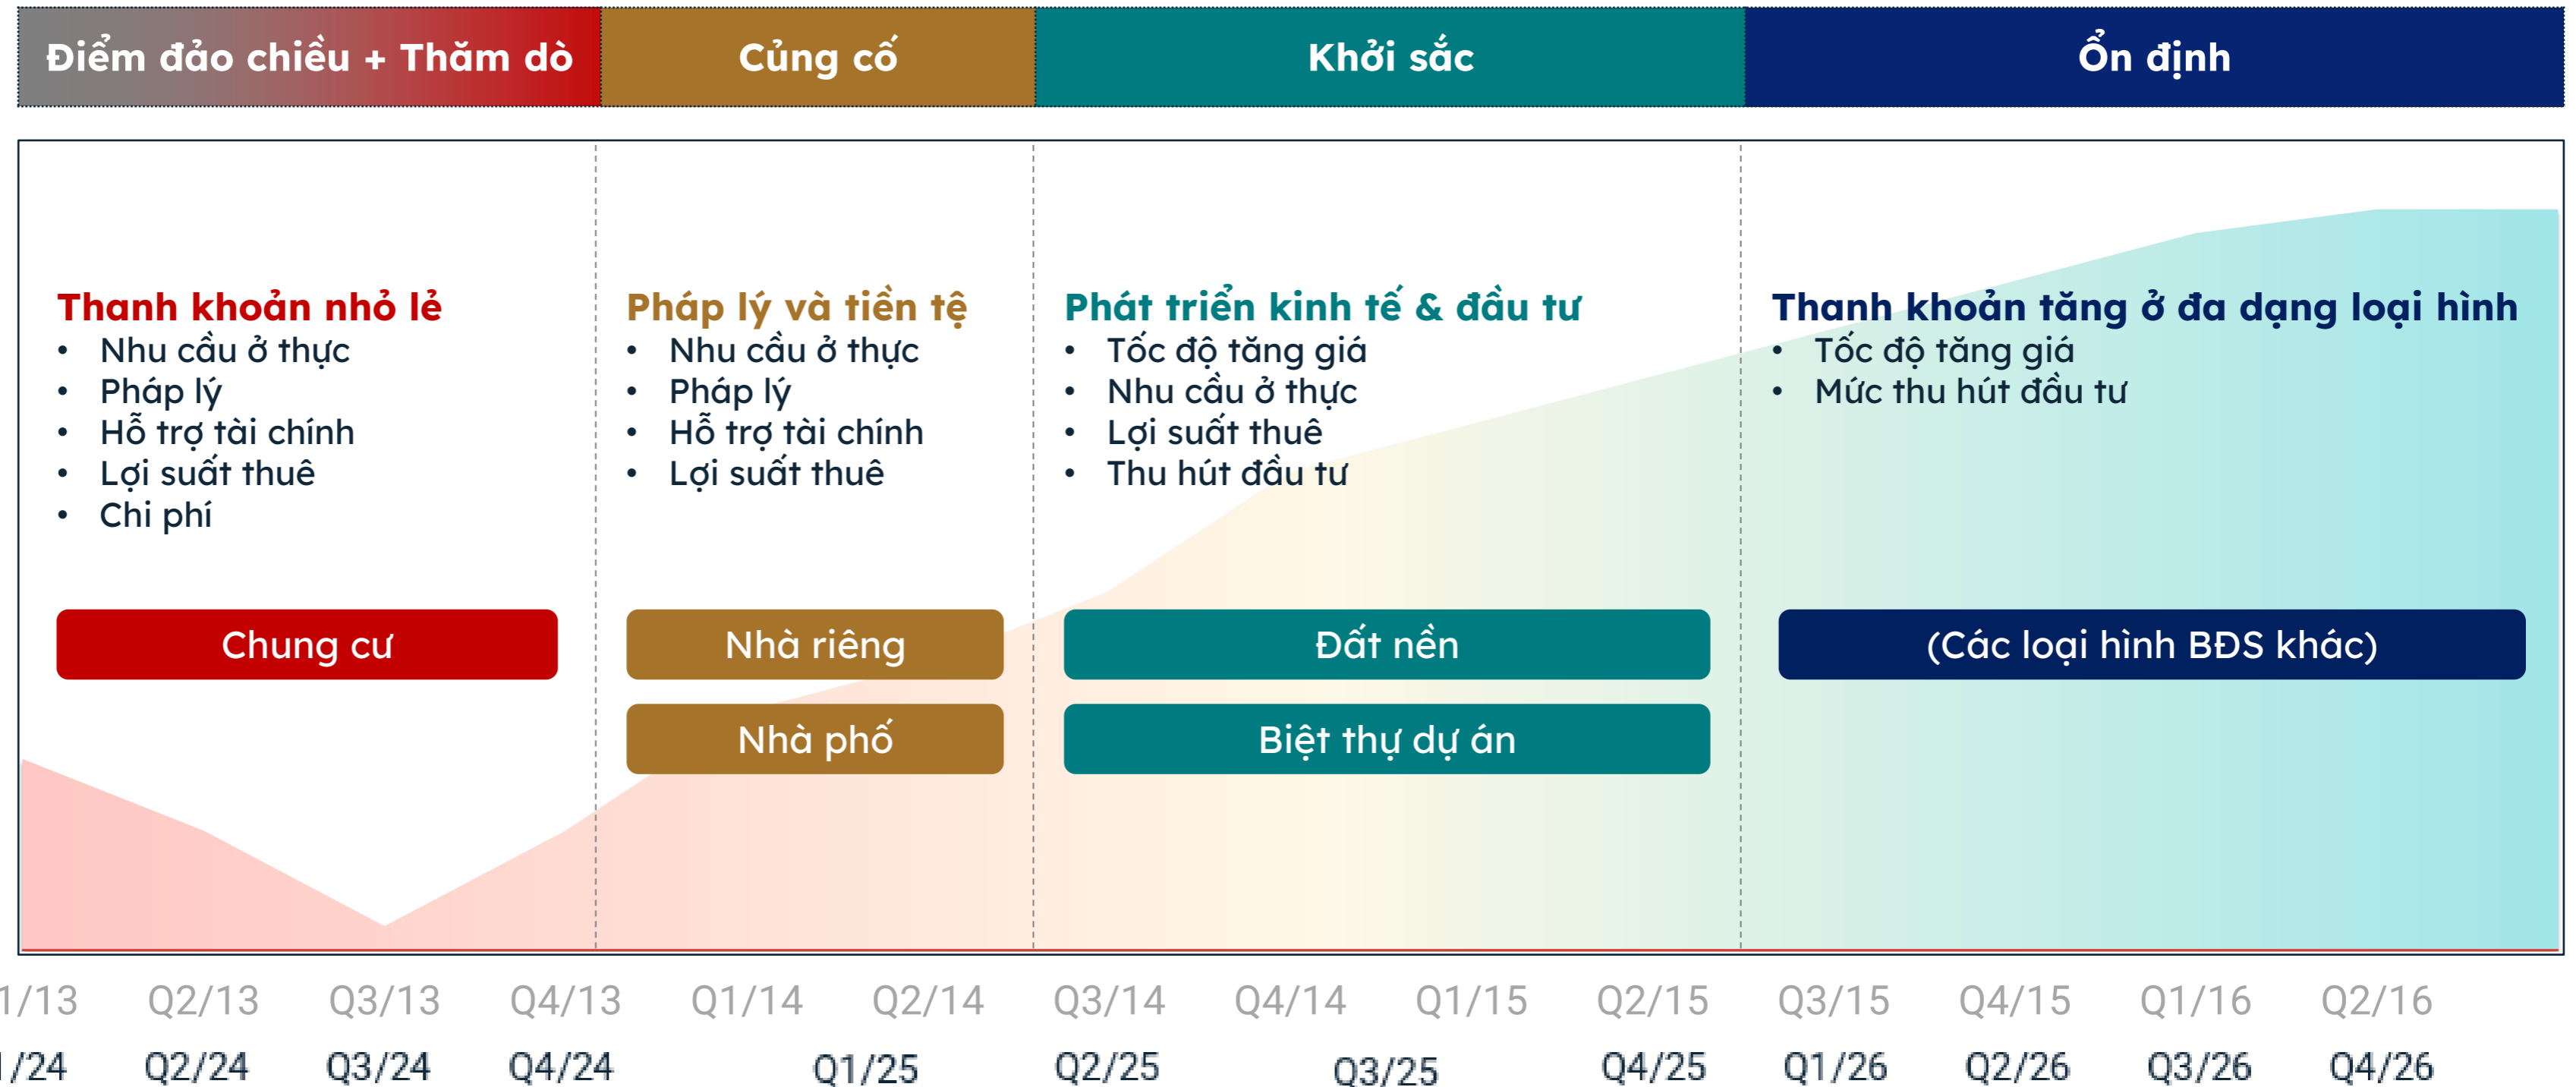 Điểm đảo chiều + Thăm dò
Củng cố
Khởi sắc
Ổn định
Thanh khoản nhỏ lẻ
• Nhu cầu ở thực
• Pháp lý
• Hỗ trợ tài chính
• Lợi suất thuê
• Chi phí
Chung cư
Pháp lý và tiền tệ
• Nhu cầu ở thực
• Pháp lý
• Hỗ trợ tài chính
• Lợi suất thuê
Nhà riêng
Nhà phố
Phát triển kinh tế & đầu tư
• Tốc độ tăng giá
• Nhu cầu ở thực
• Lợi suất thuê
• Thu hút đầu tư
Đất nền
Biệt thự dự án
Thanh khoản tăng ở đa dạng loại hình
• Tốc độ tăng giá
• Mức thu hút đầu tư
(Các loại hình BĐS khác)
1/13 Q2/13 Q3/13 Q4/13 Q1/14 Q2/14 Q3/14 Q4/14 Q1/15 Q2/15 Q3/15 Q4/15 Q1/16 Q2/16
1/24 Q2/24 Q3/24 Q4/24 Q1/25 Q2/25 Q3/25 Q4/25 Q1/26 Q2/26 Q3/26 Q4/26